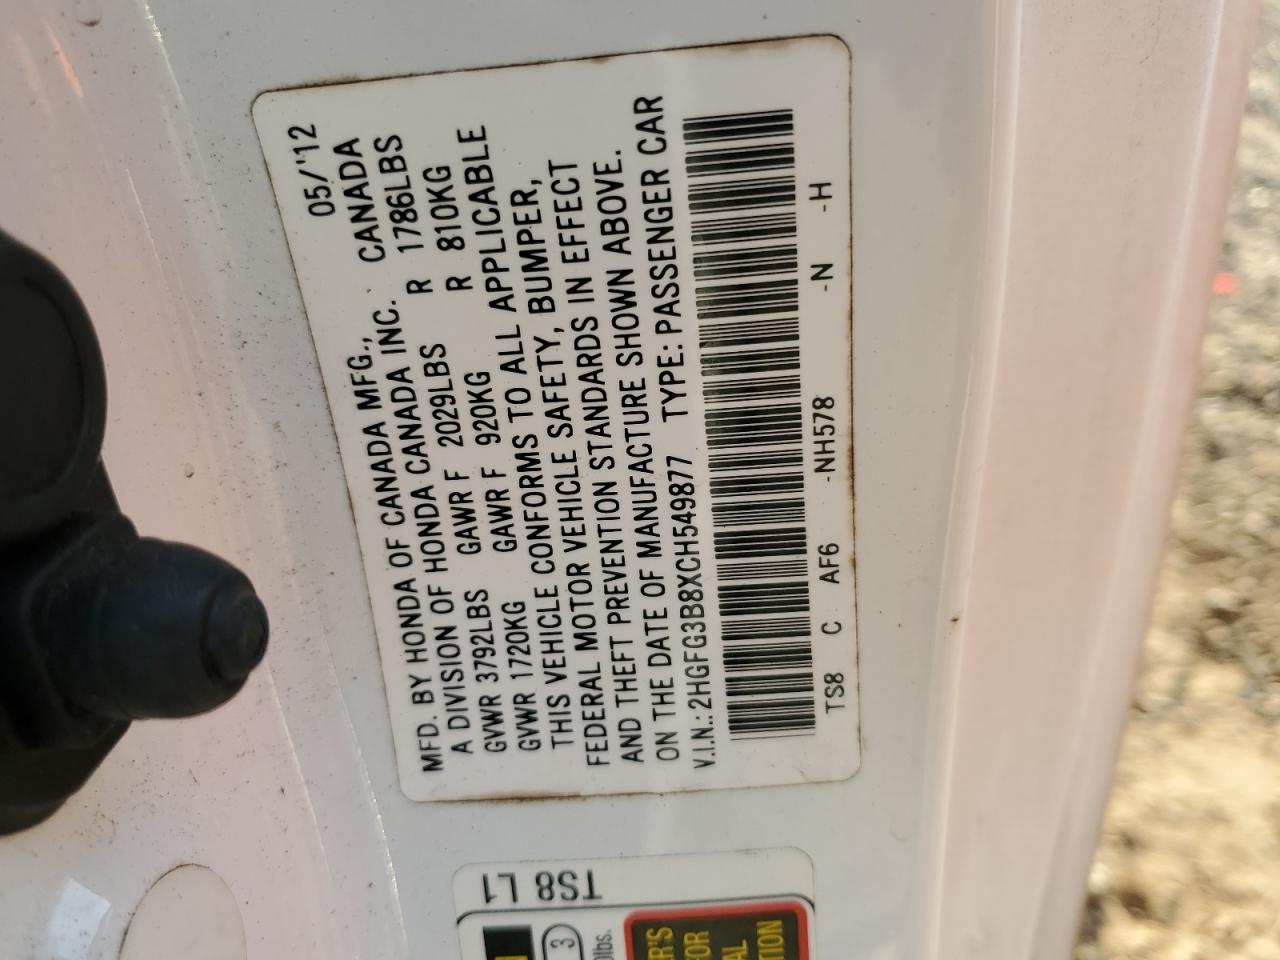 05/'12
MFD. BY HONDA OF CANADA MFG.,
A DIVISION OF HONDA CANADA INC. CANADA
GVWR 3792LBS GAWR F 2029LBS R 1786LBS
GVWR 1720KG GAWR F 920KG R 810KG
THIS VEHICLE CONFORMS TO ALL APPLICABLE
FEDERAL MOTOR VEHICLE SAFETY, BUMPER,
AND THEFT PREVENTION STANDARDS IN EFFECT
ON THE DATE OF MANUFACTURE SHOWN ABOVE.
V.I.N.: 2HGFG3B8XCH549877 TYPE: PASSENGER CAR
TS8 C AF6 -NH578 -N -H
TS8 L1
3